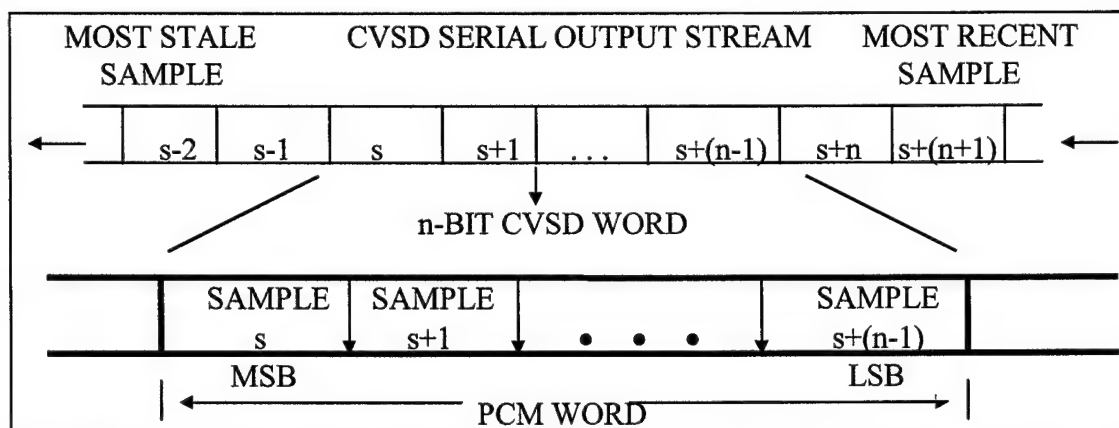 MOST STALE CVSD SERIAL OUTPUT STREAM MOST RECENT
SAMPLE SAMPLE
s-2 s-1 s s+1 ... s+(n-1) s+n s+(n+1)
n-BIT CVSD WORD
SAMPLE SAMPLE SAMPLE
s s+1 • • • s+(n-1)
MSB LSB
PCM WORD